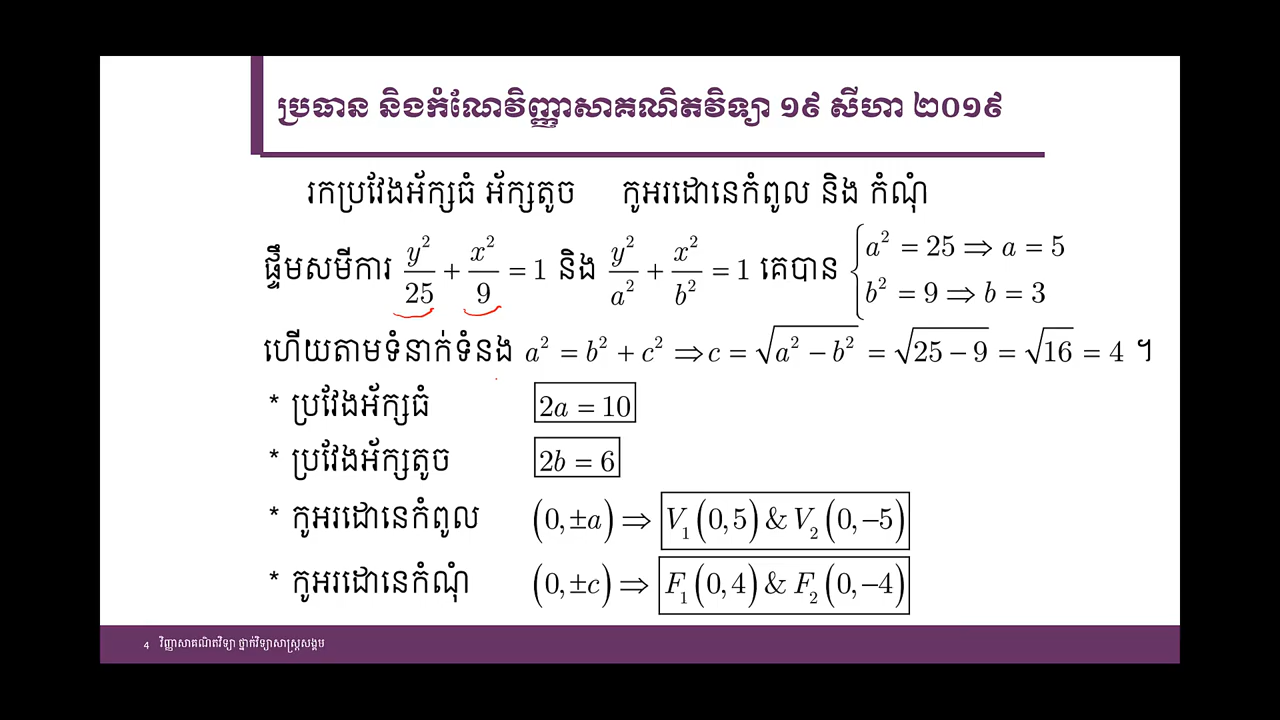 ប្រធាន និងកំណែវិញ្ញាសាគណិតវិទ្យា ១៩ សីហា ២០១៩
រកប្រវែងអ័ក្សធំ អ័ក្សតូច កូអរដោនេកំពូល និង កំណុំ
ផ្ទឹមសមីការ y²/25 + x²/9 = 1 និង y²/a² + x²/b² = 1 គេបាន { a² = 25 ⇒ a = 5
b² = 9 ⇒ b = 3
ហើយតាមទំនាក់ទំនង a² = b² + c² ⇒ c = √(a² − b²) = √(25 − 9) = √16 = 4 ។
* ប្រវែងអ័ក្សធំ 2a = 10
* ប្រវែងអ័ក្សតូច 2b = 6
* កូអរដោនេកំពូល (0, ±a) ⇒ V₁(0,5) & V₂(0,−5)
* កូអរដោនេកំណុំ (0, ±c) ⇒ F₁(0,4) & F₂(0,−4)
4 វិញ្ញាសាគណិតវិទ្យា ថ្នាក់វិទ្យាសាស្ត្រសង្គម